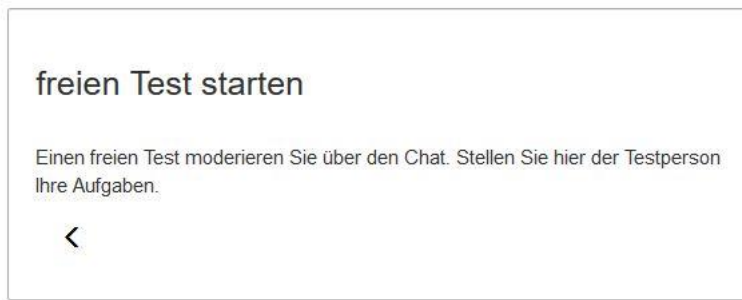 freien Test starten
Einen freien Test moderieren Sie über den Chat. Stellen Sie hier der Testperson
Ihre Aufgaben.